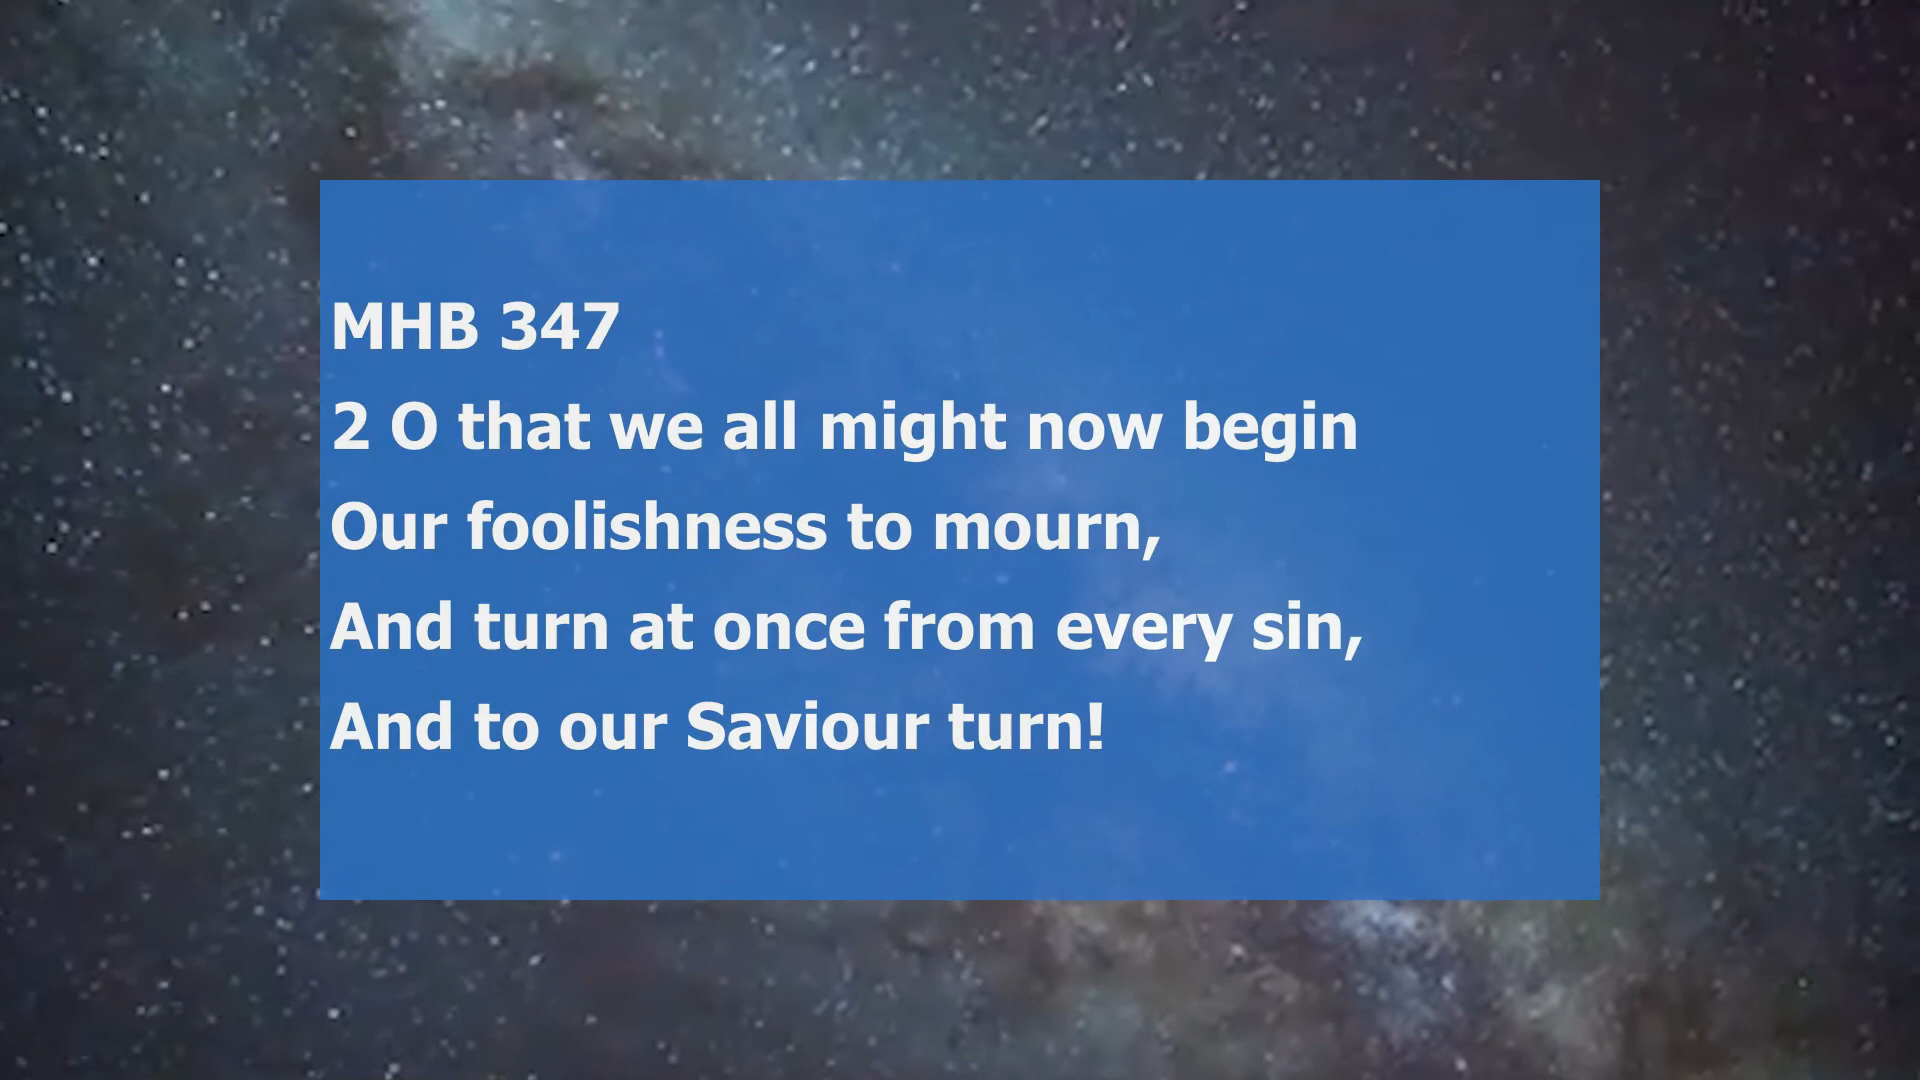 MHB 347
2 O that we all might now begin
Our foolishness to mourn,
And turn at once from every sin,
And to our Saviour turn!